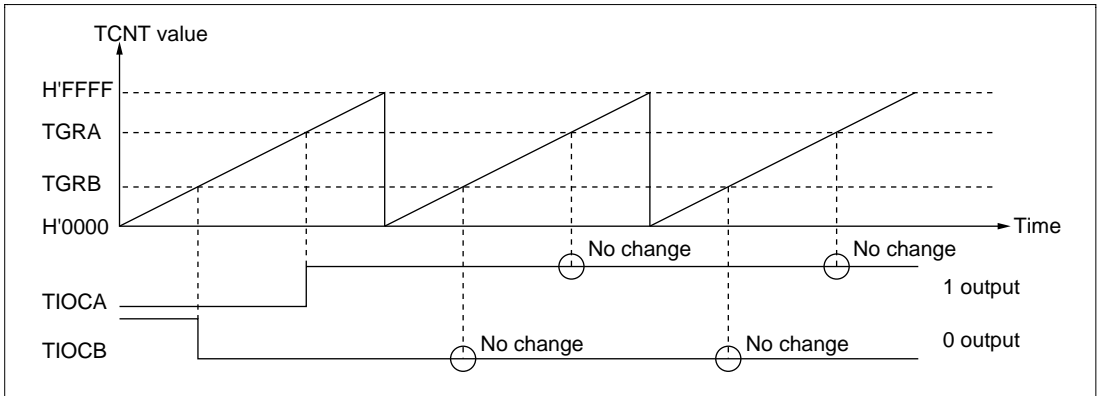 TCNT value
H'FFFF
TGRA
TGRB
H'0000
Time
No change
No change
TIOCA
1 output
TIOCB
No change
No change
0 output